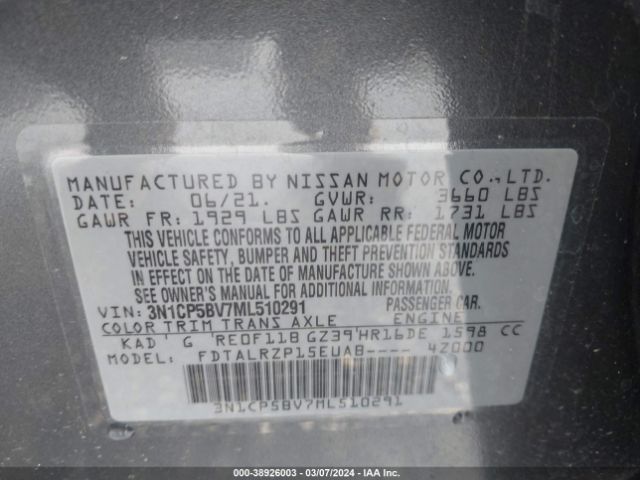 MANUFACTURED BY NISSAN MOTOR CO.,LTD.
DATE: 06/21. GVWR: 3660 LBS
GAWR FR: 1929 LBS GAWR RR: 1731 LBS
THIS VEHICLE CONFORMS TO ALL APPLICABLE FEDERAL MOTOR
VEHICLE SAFETY, BUMPER AND THEFT PREVENTION STANDARDS
IN EFFECT ON THE DATE OF MANUFACTURE SHOWN ABOVE.
SEE OWNER'S MANUAL FOR ADDITIONAL INFORMATION.
VIN: 3N1CP5BV7ML510291 PASSENGER CAR.
COLOR TRIM TRANS AXLE ENGINE
KAD G RE0F11B GZ39 HR16DE 1598 CC
MODEL: FDTALRZP15EUAB---- 4Z000
3N1CP5BV7ML510291
000-38926003 — 03/07/2024 — IAA Inc.